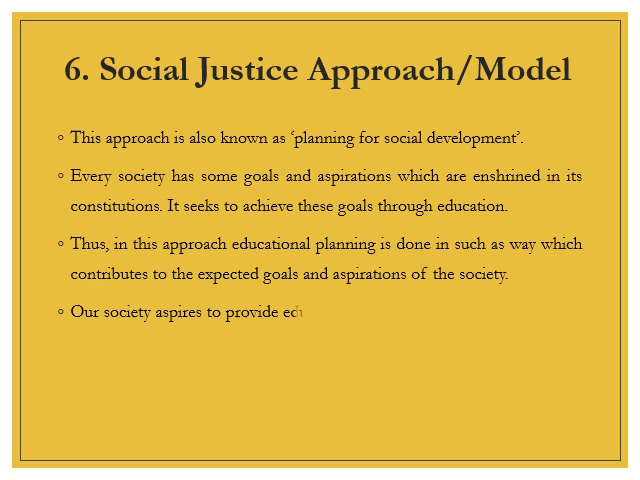 6. Social Justice Approach/Model
◦ This approach is also known as ‘planning for social development’.
◦ Every society has some goals and aspirations which are enshrined in its
constitutions. It seeks to achieve these goals through education.
◦ Thus, in this approach educational planning is done in such as way which
contributes to the expected goals and aspirations of the society.
◦ Our society aspires to provide